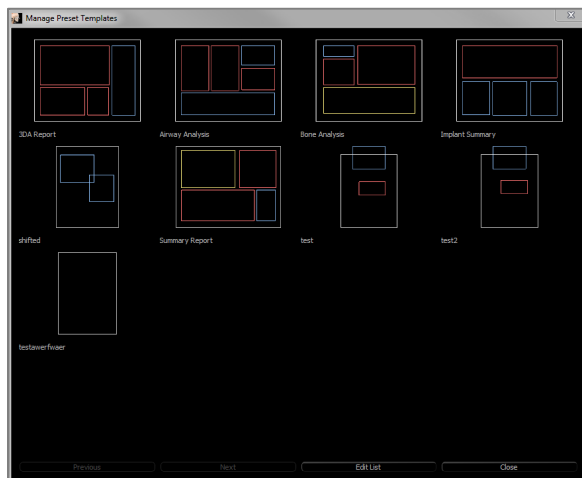 Manage Preset Templates
3DA Report
Airway Analysis
Bone Analysis
Implant Summary
shifted
Summary Report
test
test2
testawerfwaer
Previous
Next
Edit List
Close